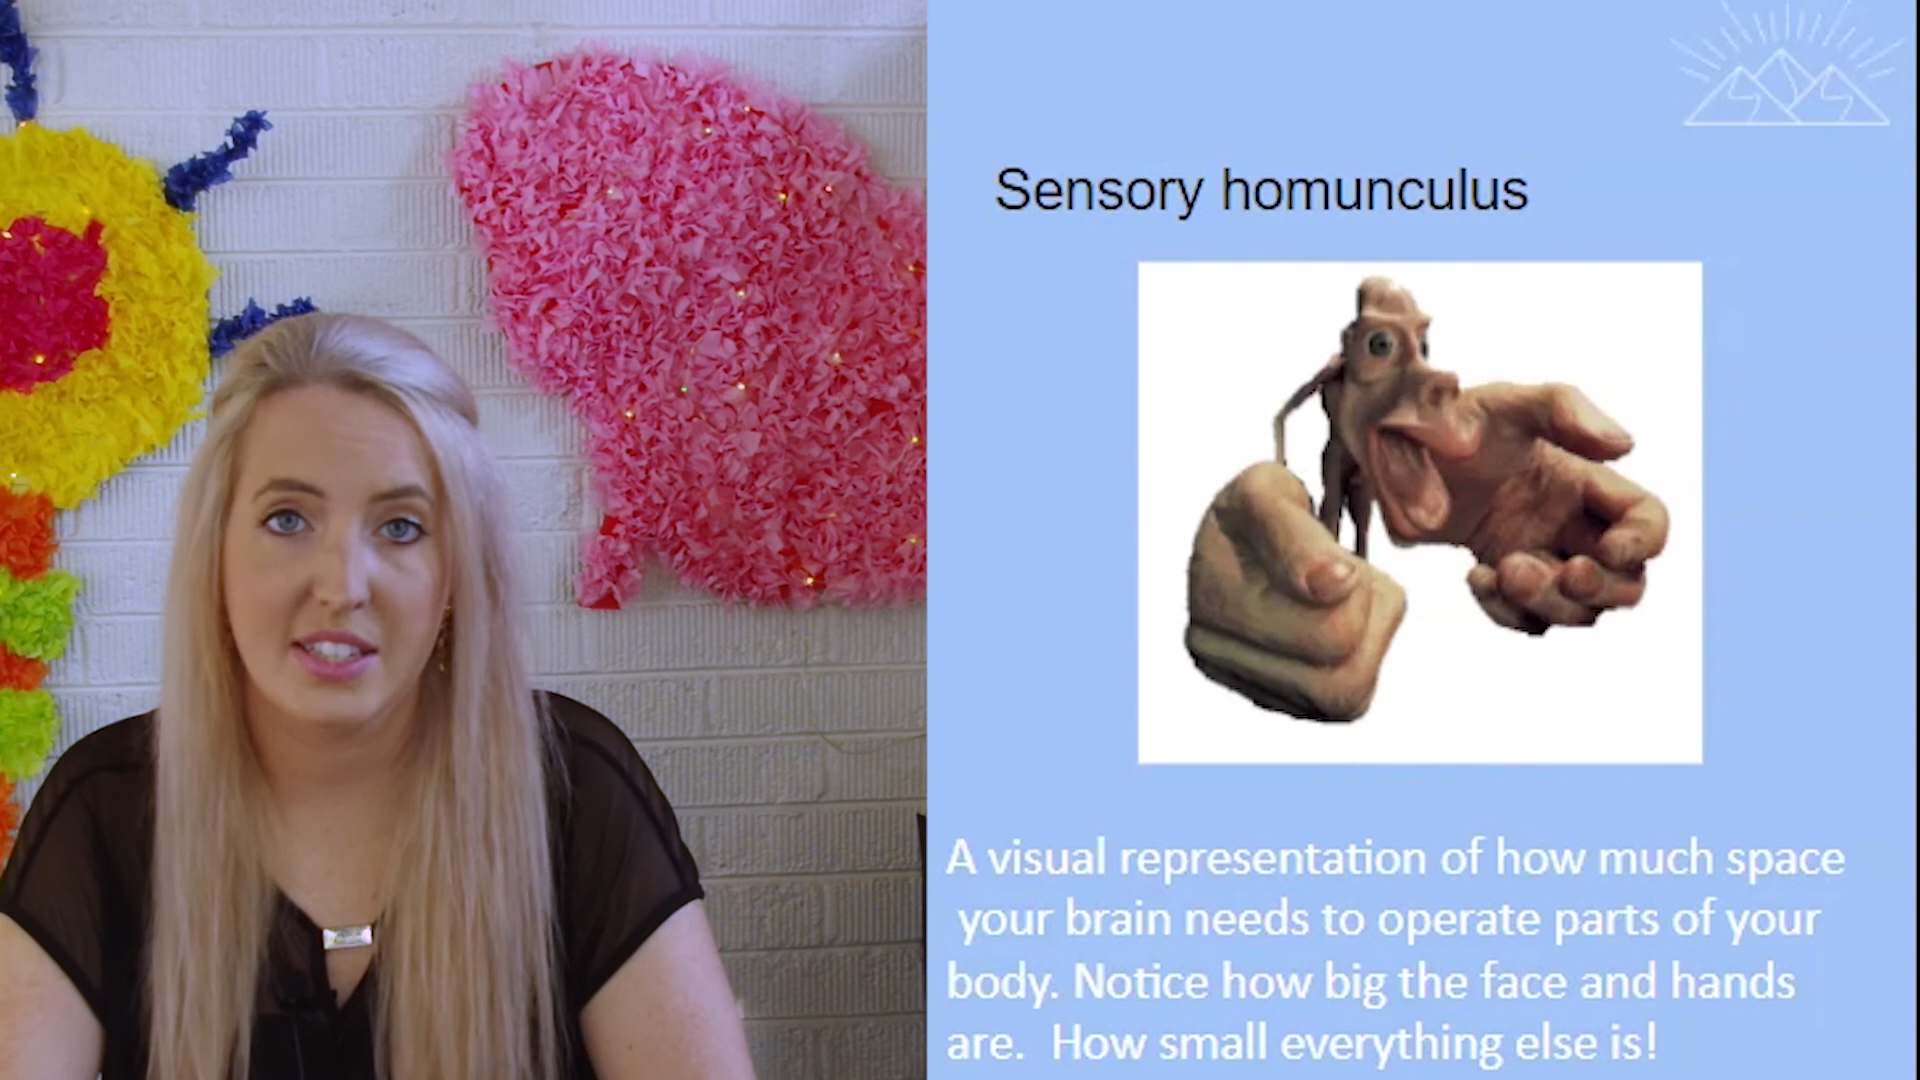 Sensory homunculus
A visual representation of how much space
your brain needs to operate parts of your
body. Notice how big the face and hands
are.  How small everything else is!